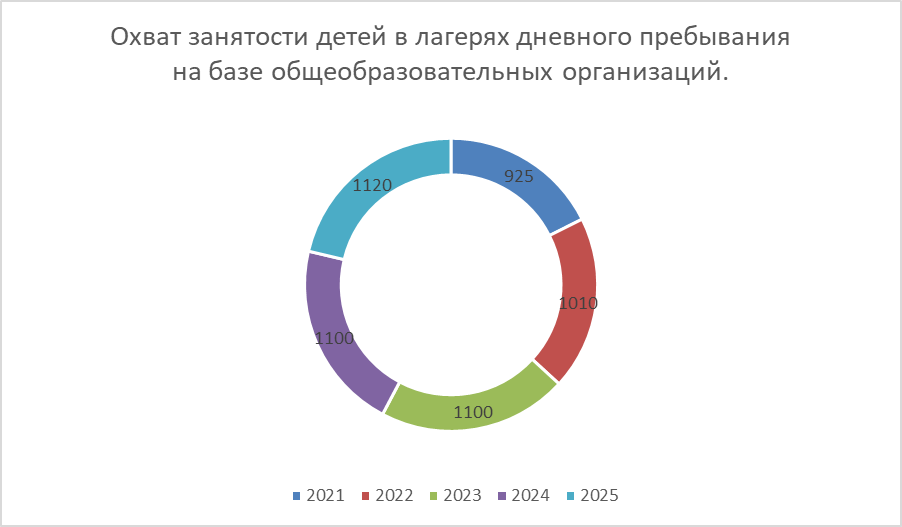 Охват занятости детей в лагерях дневного пребывания
на базе общеобразовательных организаций.
925
1120
1010
1100
1100
2021 2022 2023 2024 2025